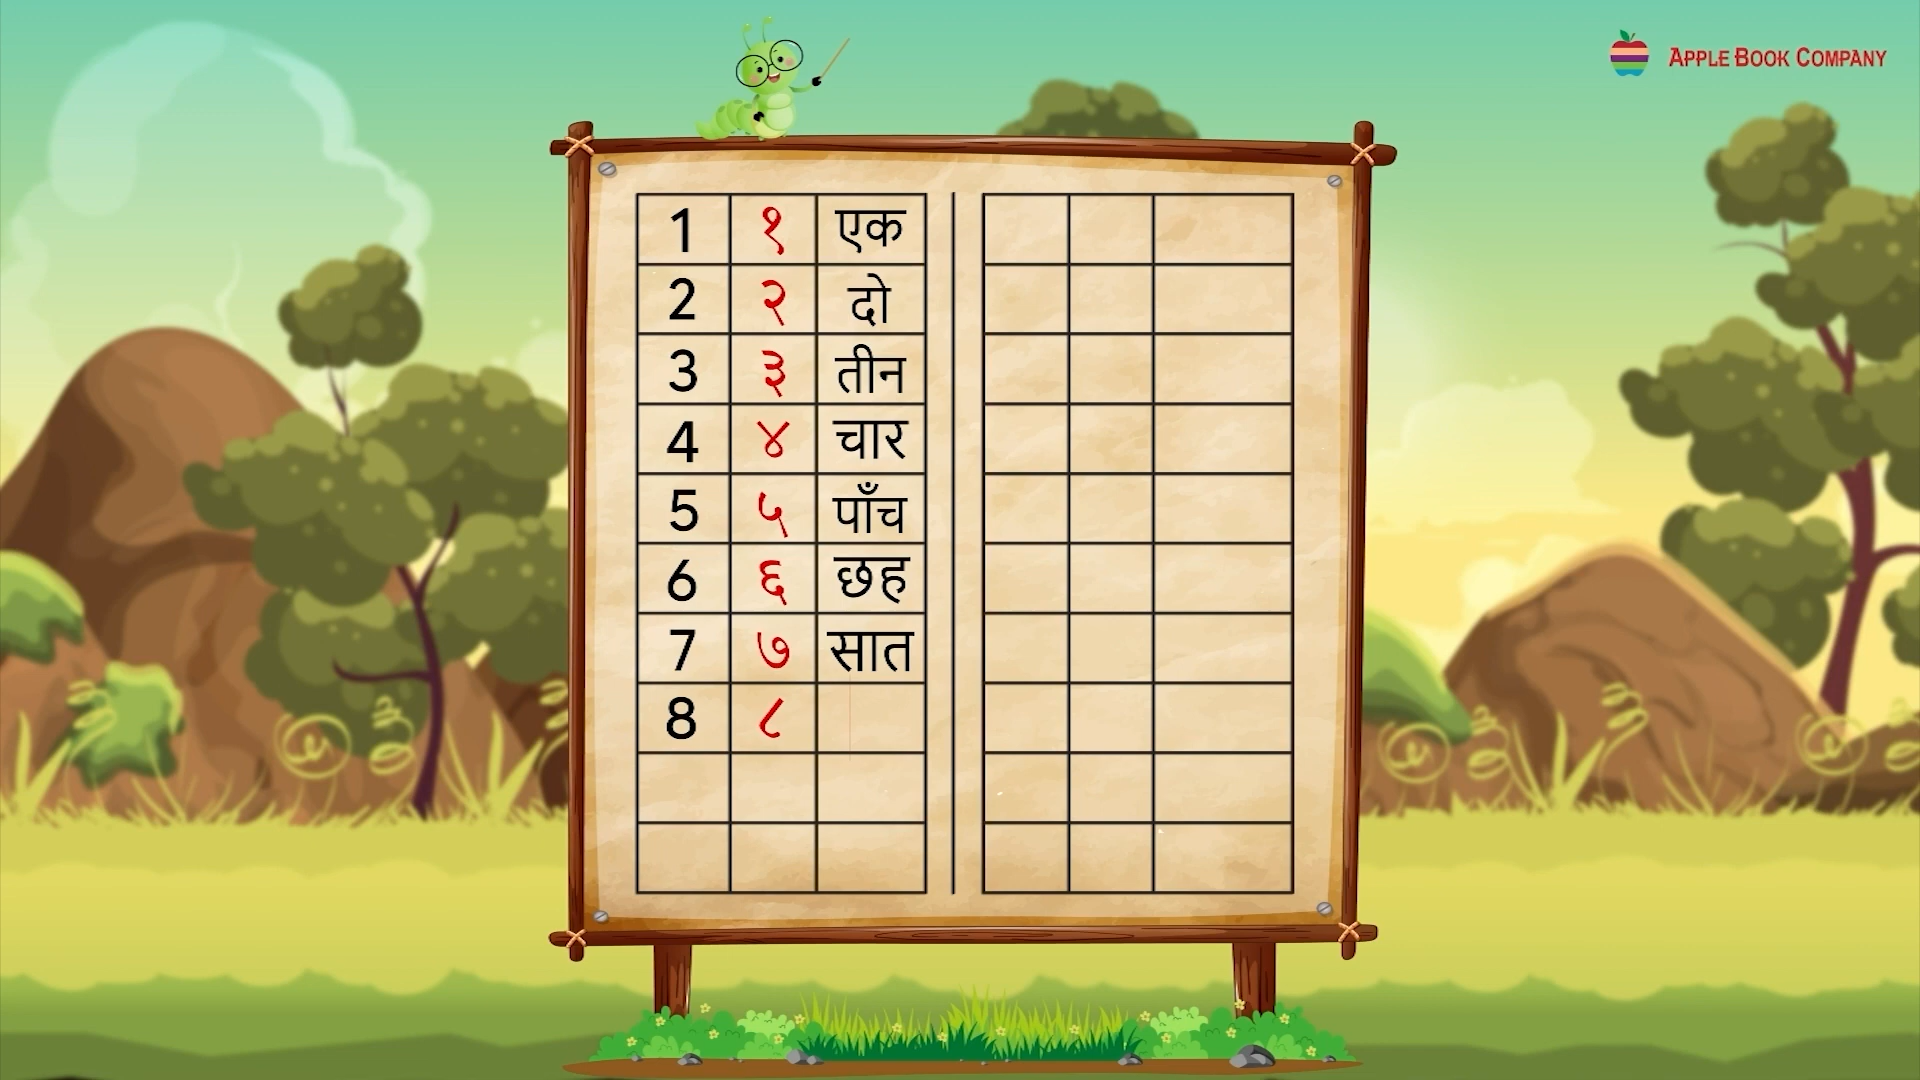 APPLE BOOK COMPANY
1 १ एक
2 २ दो
3 ३ तीन
4 ४ चार
5 ५ पाँच
6 ६ छह
7 ७ सात
8 ८